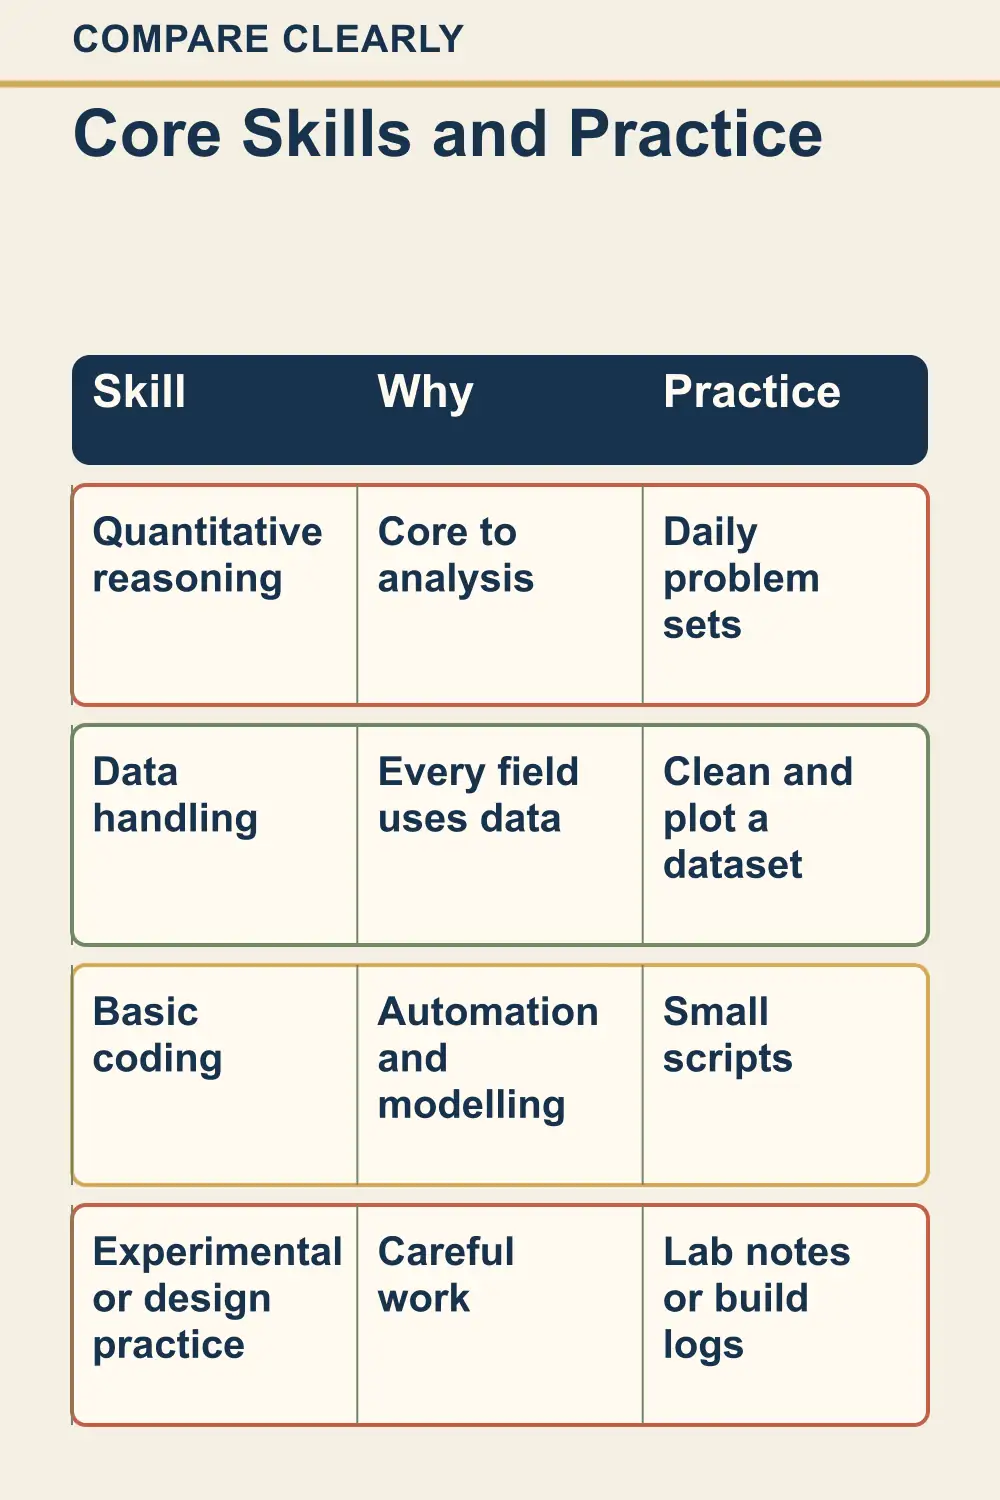 COMPARE CLEARLY
Core Skills and Practice
Skill Why Practice
Quantitative
reasoning
Core to
analysis
Daily
problem
sets
Data
handling
Every field
uses data
Clean and
plot a
dataset
Basic
coding
Automation
and
modelling
Small
scripts
Experimental
or design
practice
Careful
work
Lab notes
or build
logs